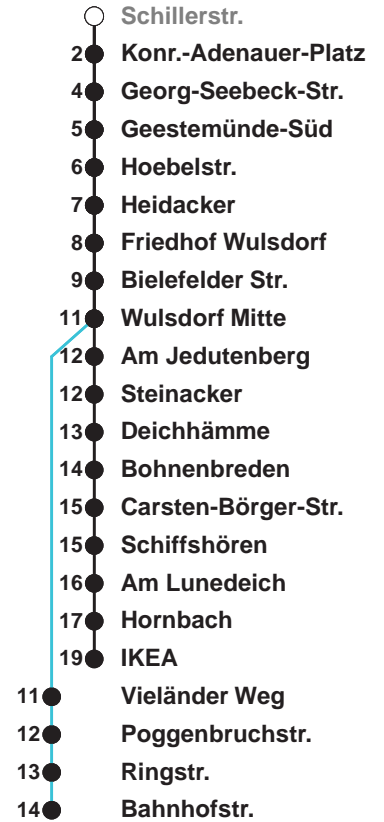 Schillerstr.
2 Konr.-Adenauer-Platz
4 Georg-Seebeck-Str.
5 Geestemünde-Süd
6 Hoebelstr.
7 Heidacker
8 Friedhof Wulsdorf
9 Bielefelder Str.
11 Wulsdorf Mitte
12 Am Jedutenberg
12 Steinacker
13 Deichhämme
14 Bohnenbreden
15 Carsten-Börger-Str.
15 Schiffshören
16 Am Lunedeich
17 Hornbach
19 IKEA
11 Vieländer Weg
12 Poggenbruchstr.
13 Ringstr.
14 Bahnhofstr.